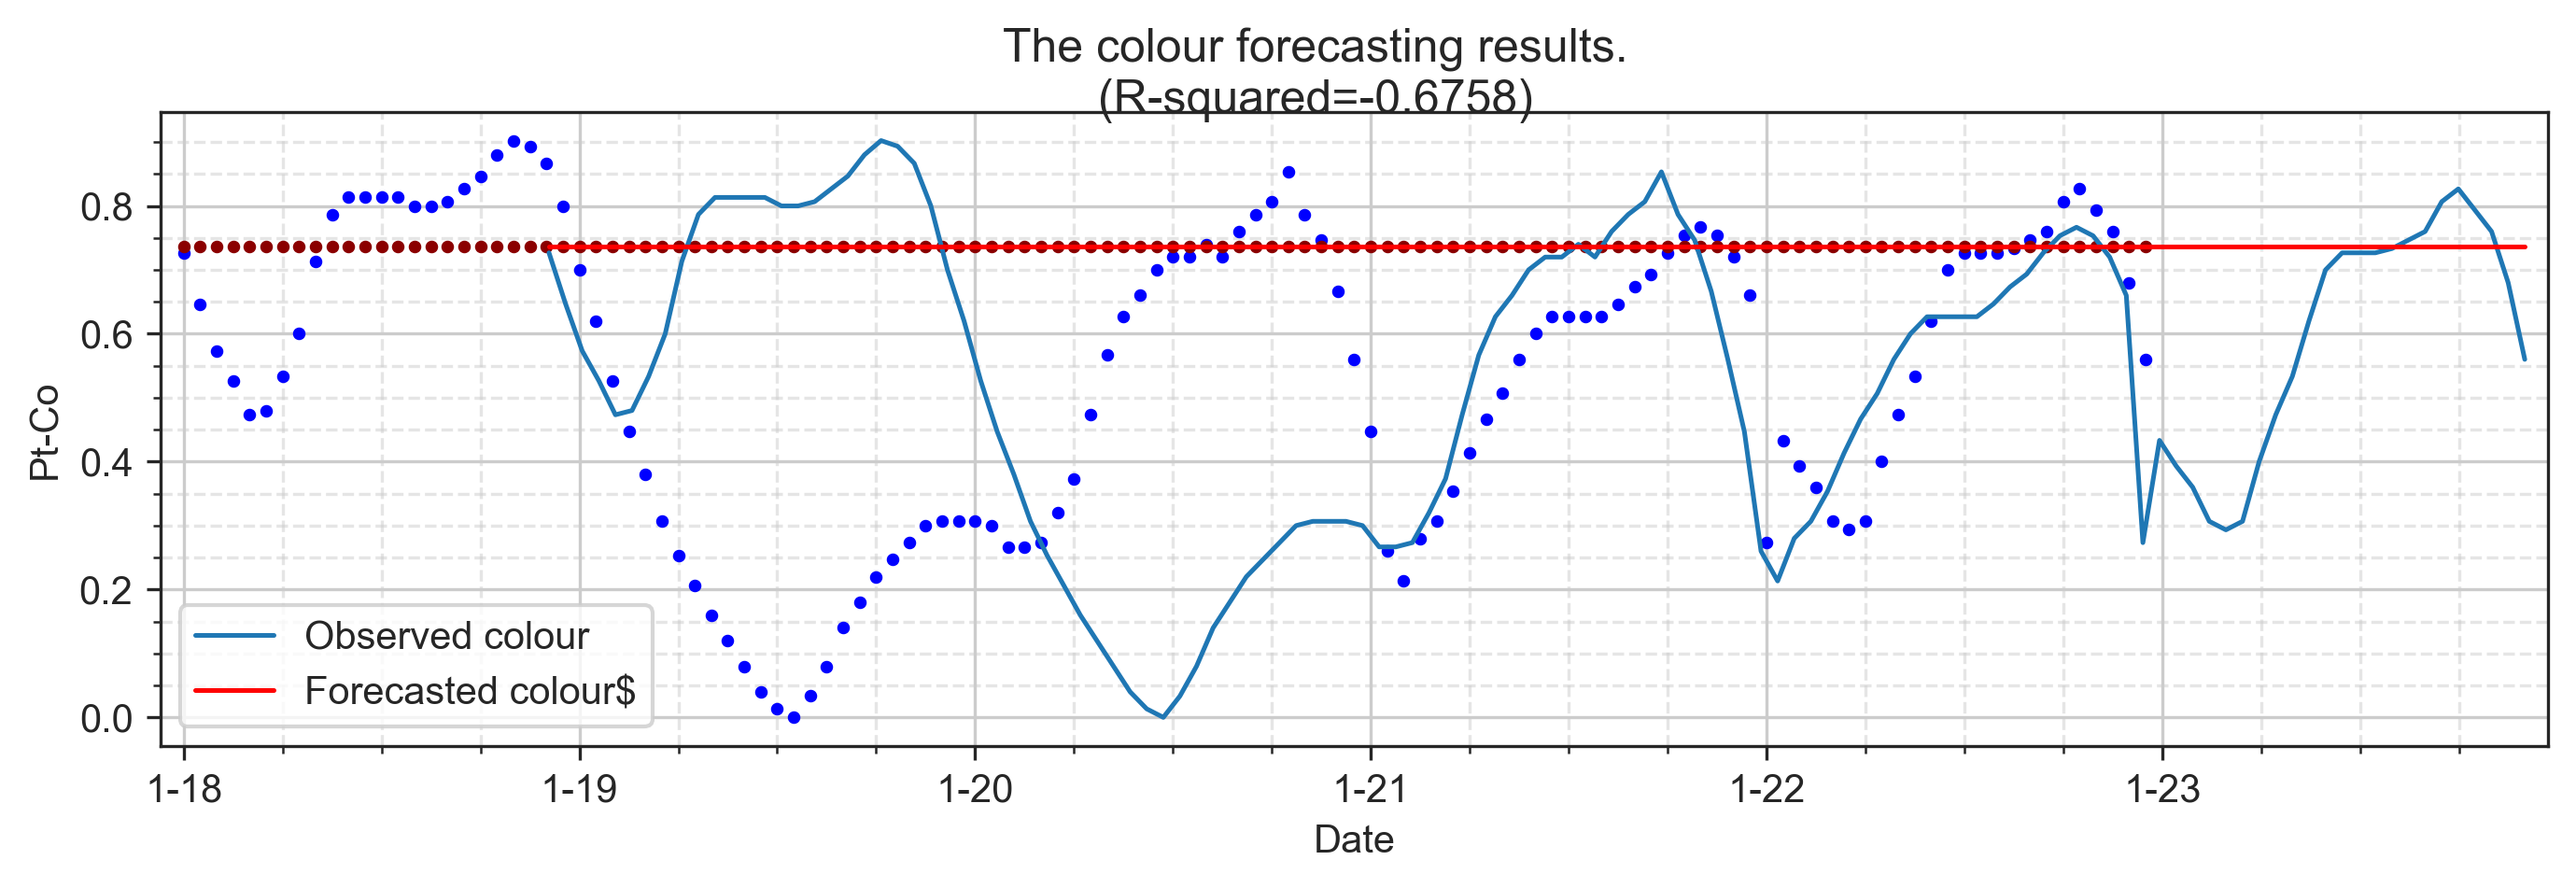 The colour forecasting results.
(R-squared=-0.6758)
Pt-Co
0.8
0.6
0.4
0.2
0.0
Observed colour
Forecasted colour$
1-18 1-19 1-20 1-21 1-22 1-23
Date